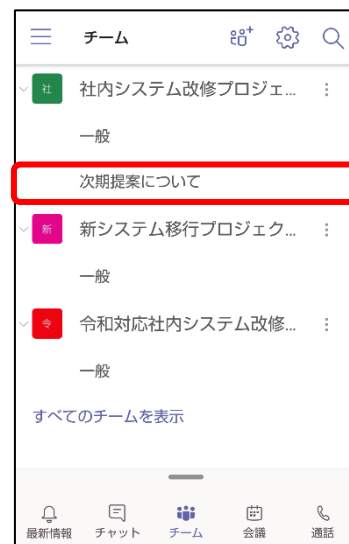 チーム
社 社内システム改修プロジェ...
一般
次期提案について
新 新システム移行プロジェク...
一般
令 令和対応社内システム改修...
一般
すべてのチームを表示
最新情報 チャット チーム 会議 通話